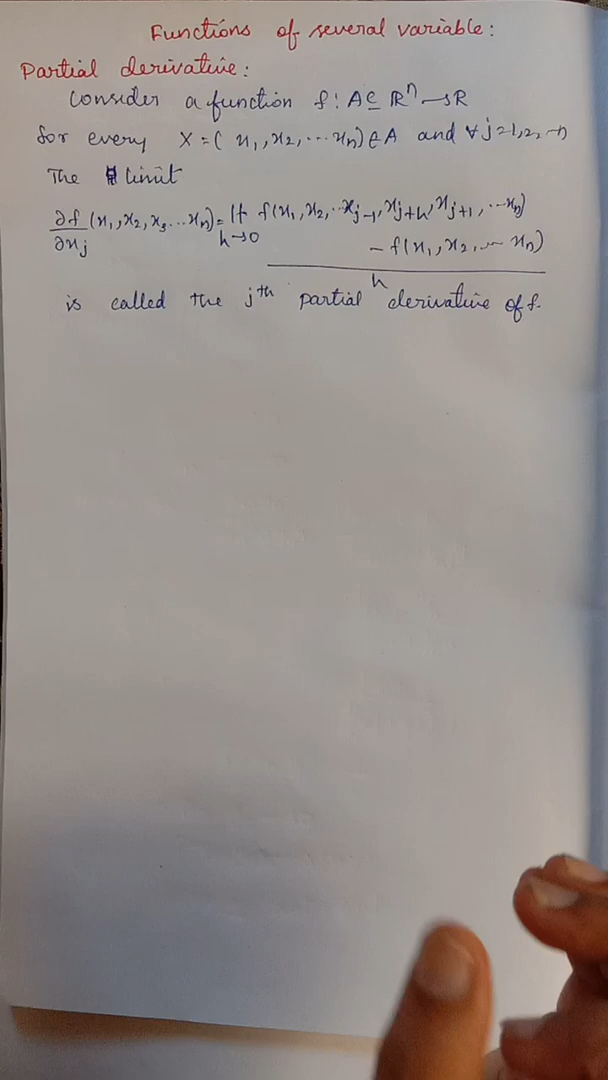 Functions of several variable:
Partial derivative:
Consider a function f: A ⊆ ℝⁿ → R
for every X = (x₁, x₂, ... xₙ) ∈ A and ∀ j=1,2,...n
The limit
∂f/∂xⱼ (x₁, x₂, x₃ ... xₙ) = lt h→0 f(x₁, x₂, ... xⱼ₋₁, xⱼ+h, xⱼ₊₁, ... xₙ)
- f(x₁, x₂, ... xₙ)
h
is called the jth partial derivative of f.